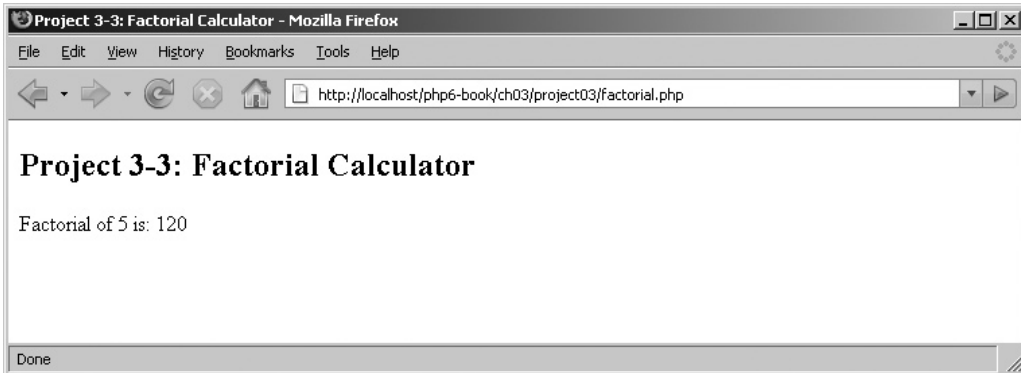 Project 3-3: Factorial Calculator - Mozilla Firefox
File Edit View History Bookmarks Tools Help
http://localhost/php6-book/ch03/project03/factorial.php
Project 3-3: Factorial Calculator
Factorial of 5 is: 120
Done